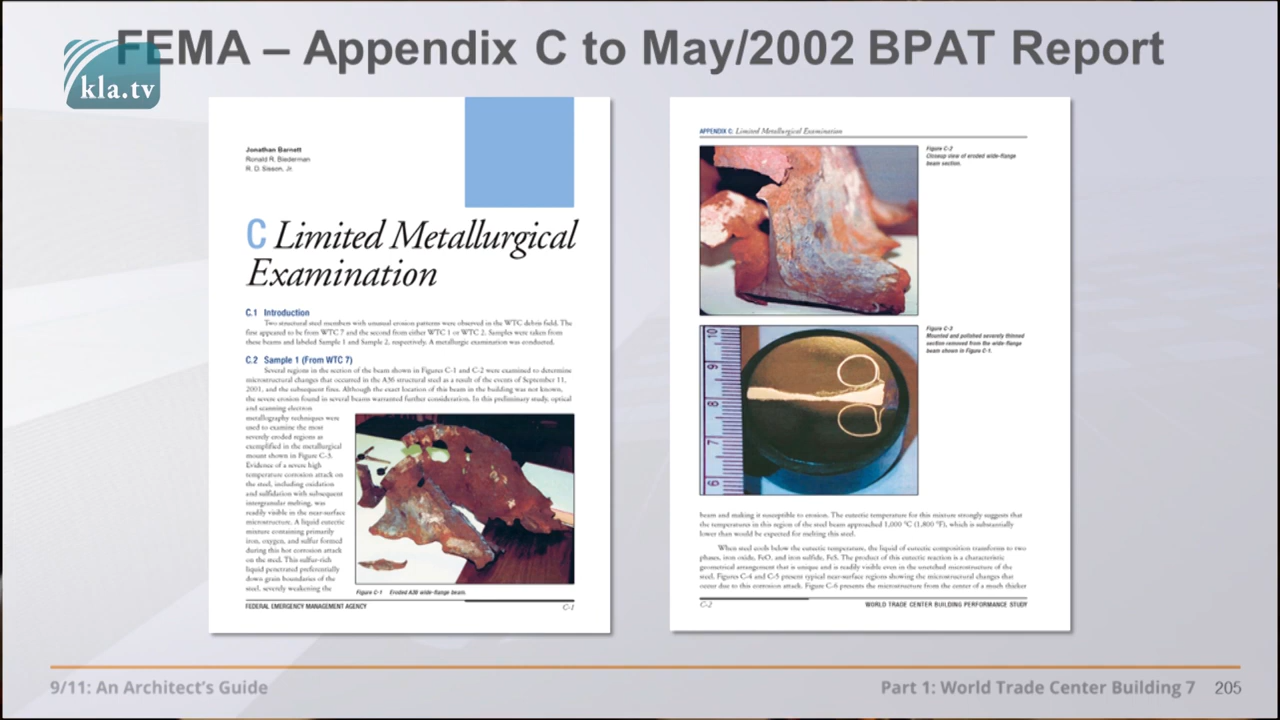 FEMA – Appendix C to May/2002 BPAT Report
kla.tv
Jonathan Barnett
Ronald R. Biederman
R. D. Sisson, Jr.
C Limited Metallurgical
Examination
C.1 Introduction
Two structural steel members with unusual erosion patterns were observed in the WTC debris field. The
first appeared to be from WTC 7 and the second from either WTC 1 or WTC 2. Samples were taken from
these beams and labeled Sample 1 and Sample 2, respectively. A metallurgic examination was conducted.
C.2 Sample 1 (From WTC 7)
Several regions in the section of the beam shown in Figures C-1 and C-2 were examined to determine
microstructural changes that occurred in the A36 structural steel as a result of the events of September 11,
2001, and the subsequent fires. Although the exact location of this beam in the building was not known,
the severe erosion found in several beams warranted further consideration. In this preliminary study, optical
and scanning electron
metallography techniques were
used to examine the most
severely eroded regions as
exemplified in the metallurgical
mount shown in Figure C-3.
Evidence of a severe high
temperature corrosion attack on
the steel, including oxidation
and sulfidation with subsequent
intergranular melting, was
readily visible in the near-surface
microstructure. A liquid eutectic
mixture containing primarily
iron, oxygen, and sulfur formed
during this hot corrosion attack
on the steel. This sulfur-rich
liquid penetrated preferentially
down grain boundaries of the
steel, severely weakening the
Figure C-1 Eroded A36 wide-flange beam.
FEDERAL EMERGENCY MANAGEMENT AGENCY
C-1
APPENDIX C: Limited Metallurgical Examination
Figure C-2
Closeup view of eroded wide-flange
beam section.
Figure C-3
Mounted and polished severely thinned
section removed from the wide-flange
beam shown in Figure C-1.
10
9
8
7
6
beam and making it susceptible to erosion. The eutectic temperature for this mixture strongly suggests that
the temperatures in this region of the steel beam approached 1,000 °C (1,800 °F), which is substantially
lower than would be expected for melting this steel.
When steel cools below the eutectic temperature, the liquid of eutectic composition transforms to two
phases, iron oxide, FeO, and iron sulfide, FeS. The product of this eutectic reaction is a characteristic
geometrical arrangement that is unique and is readily visible even in the unetched microstructure of the
steel. Figures C-4 and C-5 present typical near-surface regions showing the microstructural changes that
occur due to this corrosion attack. Figure C-6 presents the microstructure from the center of a much thicker
C-2
WORLD TRADE CENTER BUILDING PERFORMANCE STUDY
9/11: An Architect's Guide
Part 1: World Trade Center Building 7
205